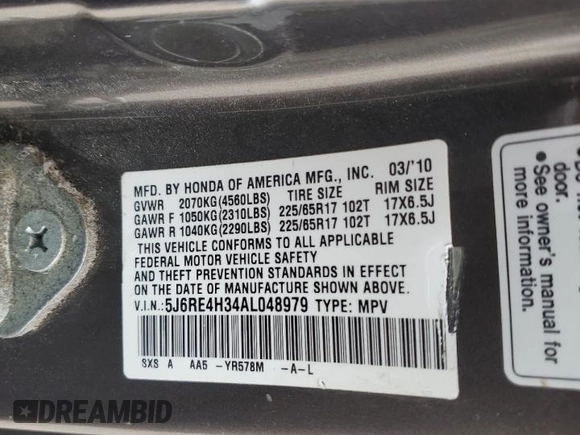 MFD. BY HONDA OF AMERICA MFG., INC. 03/'10
GVWR 2070KG(4560LBS) TIRE SIZE RIM SIZE
GAWR F 1050KG(2310LBS) 225/65R17 102T 17X6.5J
GAWR R 1040KG(2290LBS) 225/65R17 102T 17X6.5J
THIS VEHICLE CONFORMS TO ALL APPLICABLE
FEDERAL MOTOR VEHICLE SAFETY
AND THEFT PREVENTION STANDARDS IN EFFECT
ON THE DATE OF MANUFACTURE SHOWN ABOVE.
V.I.N.:5J6RE4H34AL048979 TYPE: MPV
SXS A AA5 -YR578M -A-L
door.
●See owner's manual for
more information.
DREAMBID